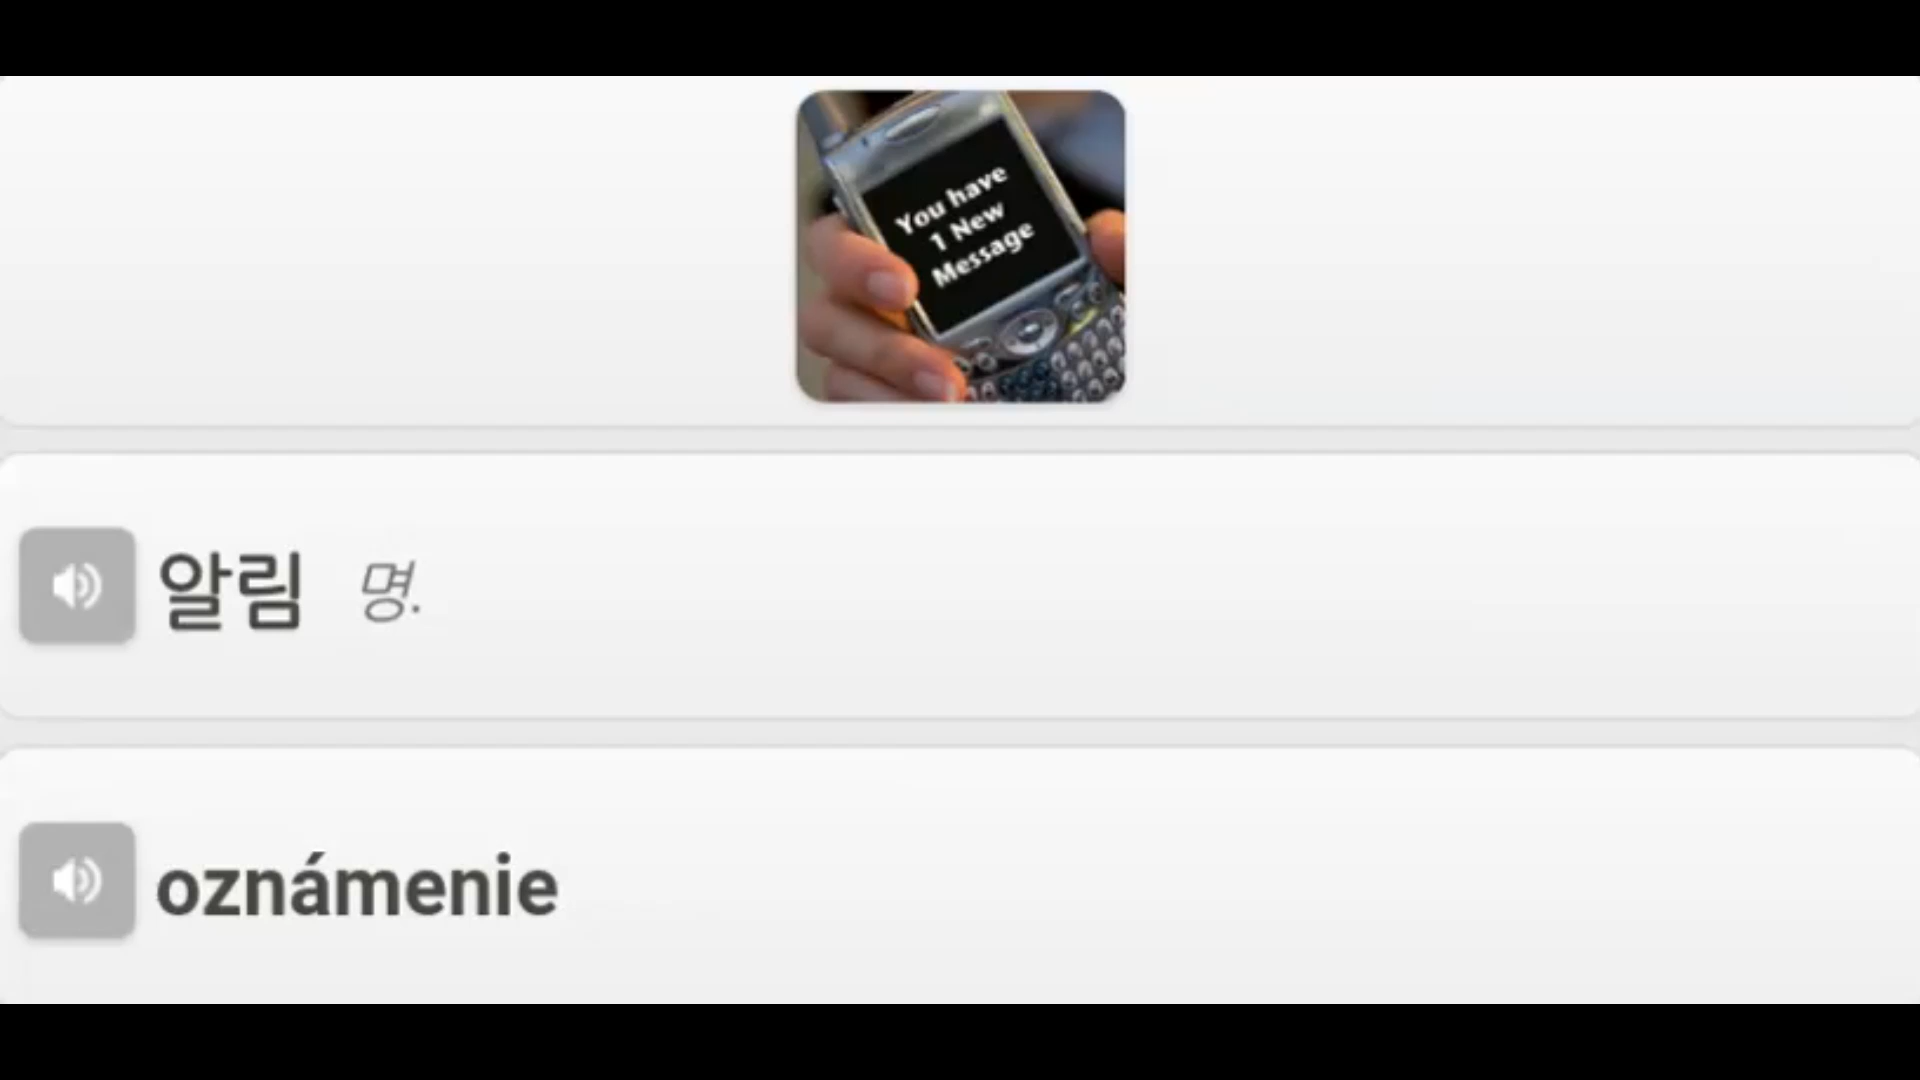 You have
1 New
Message
알림 명.
oznámenie